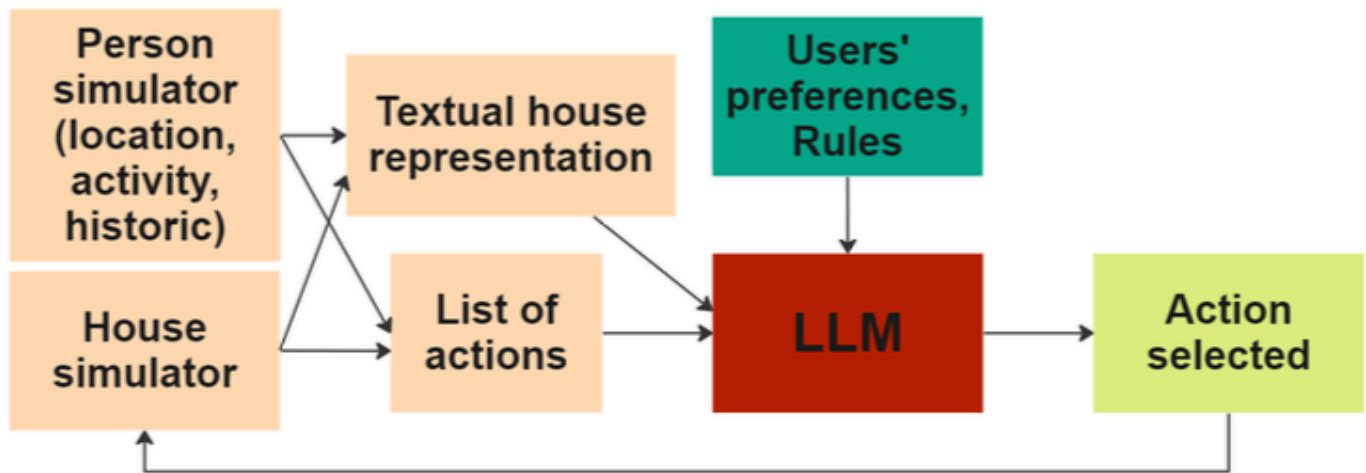 Person
simulator
(location,
activity,
historic)
House
simulator
Textual house
representation
List of
actions
Users'
preferences,
Rules
LLM
Action
selected